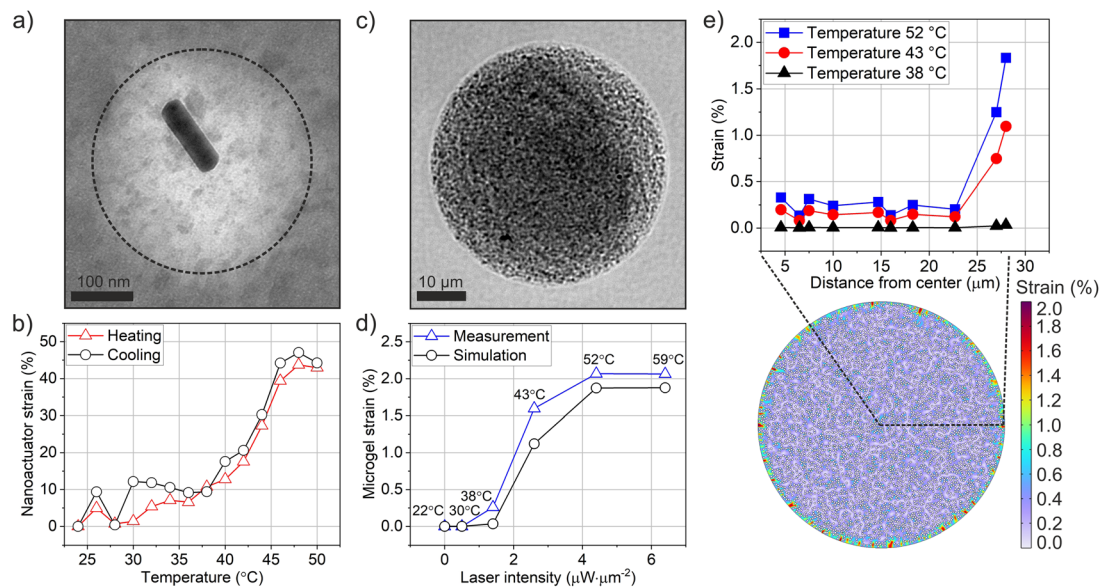 a)
100 nm
b)
Heating
Cooling
Nanoactuator strain (%)
50
40
30
20
10
0
25 30 35 40 45 50
Temperature (°C)
c)
10 µm
d)
Measurement
Simulation
Microgel strain (%)
2.5
2.0
1.5
1.0
0.5
0.0
22°C 30°C
38°C
43°C
52°C
59°C
0 2 4 6
Laser intensity (µW·µm⁻²)
e)
Temperature 52 °C
Temperature 43 °C
Temperature 38 °C
Strain (%)
2.0
1.5
1.0
0.5
0.0
5 10 15 20 25 30
Distance from center (µm)
Strain (%)
2.0
1.8
1.6
1.4
1.2
1.0
0.8
0.6
0.4
0.2
0.0